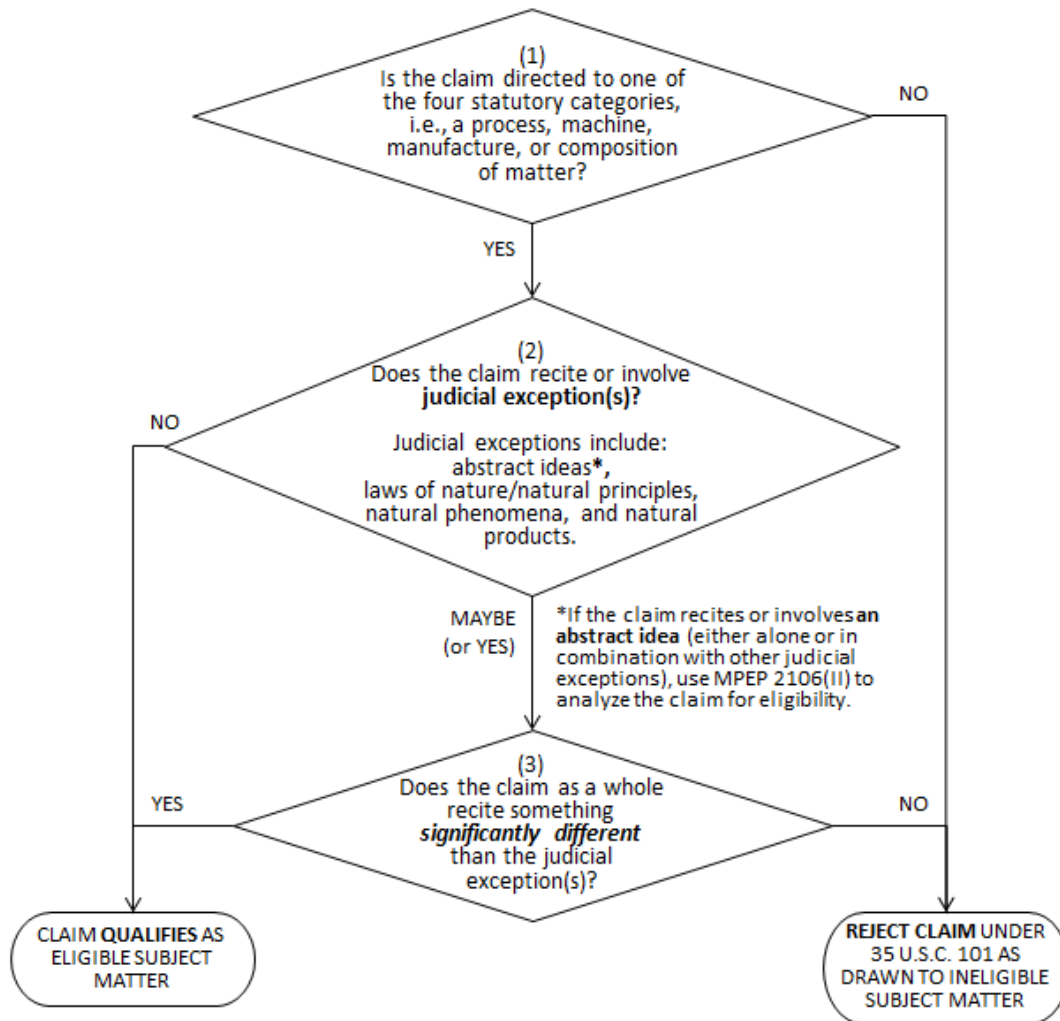 (1)
Is the claim directed to one of
the four statutory categories,
i.e., a process, machine,
manufacture, or composition
of matter?
NO
YES
(2)
Does the claim recite or involve
judicial exception(s)?
NO
Judicial exceptions include:
abstract ideas*,
laws of nature/natural principles,
natural phenomena, and natural
products.
MAYBE
(or YES)
*If the claim recites or involves an
abstract idea (either alone or in
combination with other judicial
exceptions), use MPEP 2106(II) to
analyze the claim for eligibility.
(3)
Does the claim as a whole
recite something
significantly different
than the judicial
exception(s)?
YES
NO
CLAIM QUALIFIES AS
ELIGIBLE SUBJECT
MATTER
REJECT CLAIM UNDER
35 U.S.C. 101 AS
DRAWN TO INELIGIBLE
SUBJECT MATTER